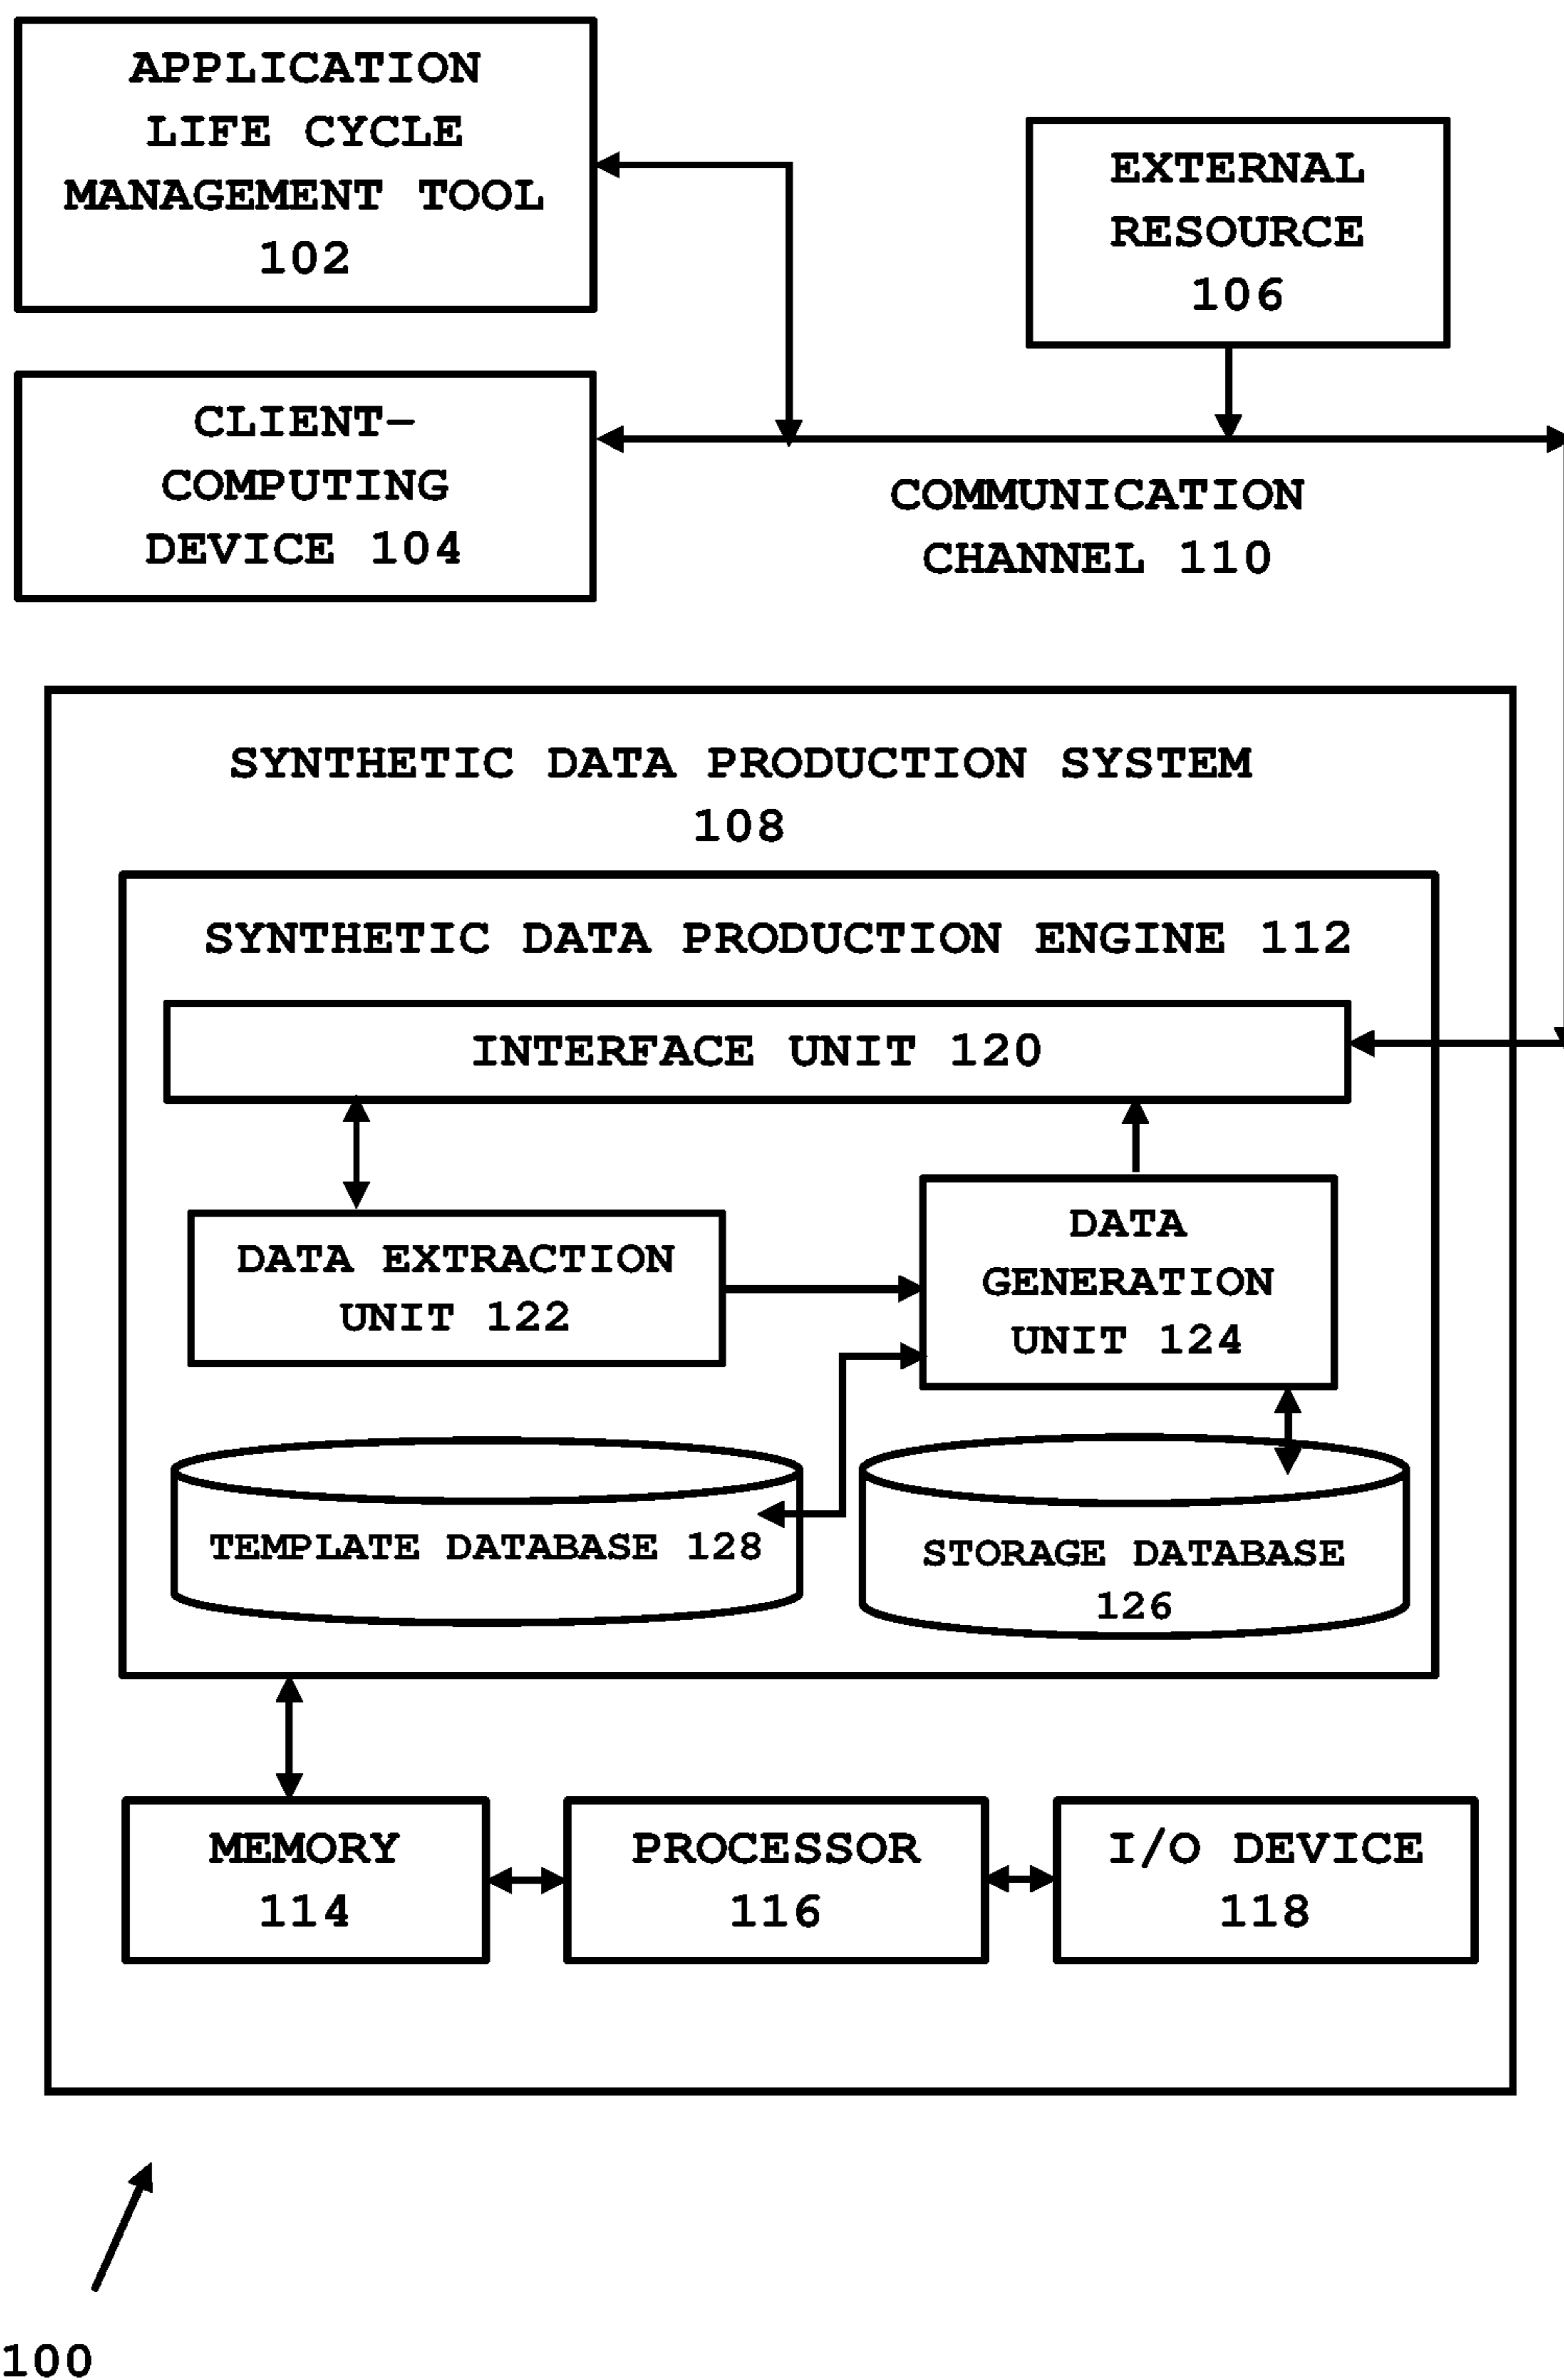 APPLICATION
LIFE CYCLE
MANAGEMENT TOOL
102
EXTERNAL
RESOURCE
106
CLIENT-
COMPUTING
DEVICE 104
COMMUNICATION
CHANNEL 110
SYNTHETIC DATA PRODUCTION SYSTEM
108
SYNTHETIC DATA PRODUCTION ENGINE 112
INTERFACE UNIT 120
DATA EXTRACTION
UNIT 122
DATA
GENERATION
UNIT 124
TEMPLATE DATABASE 128
STORAGE DATABASE
126
MEMORY
114
PROCESSOR
116
I/O DEVICE
118
100